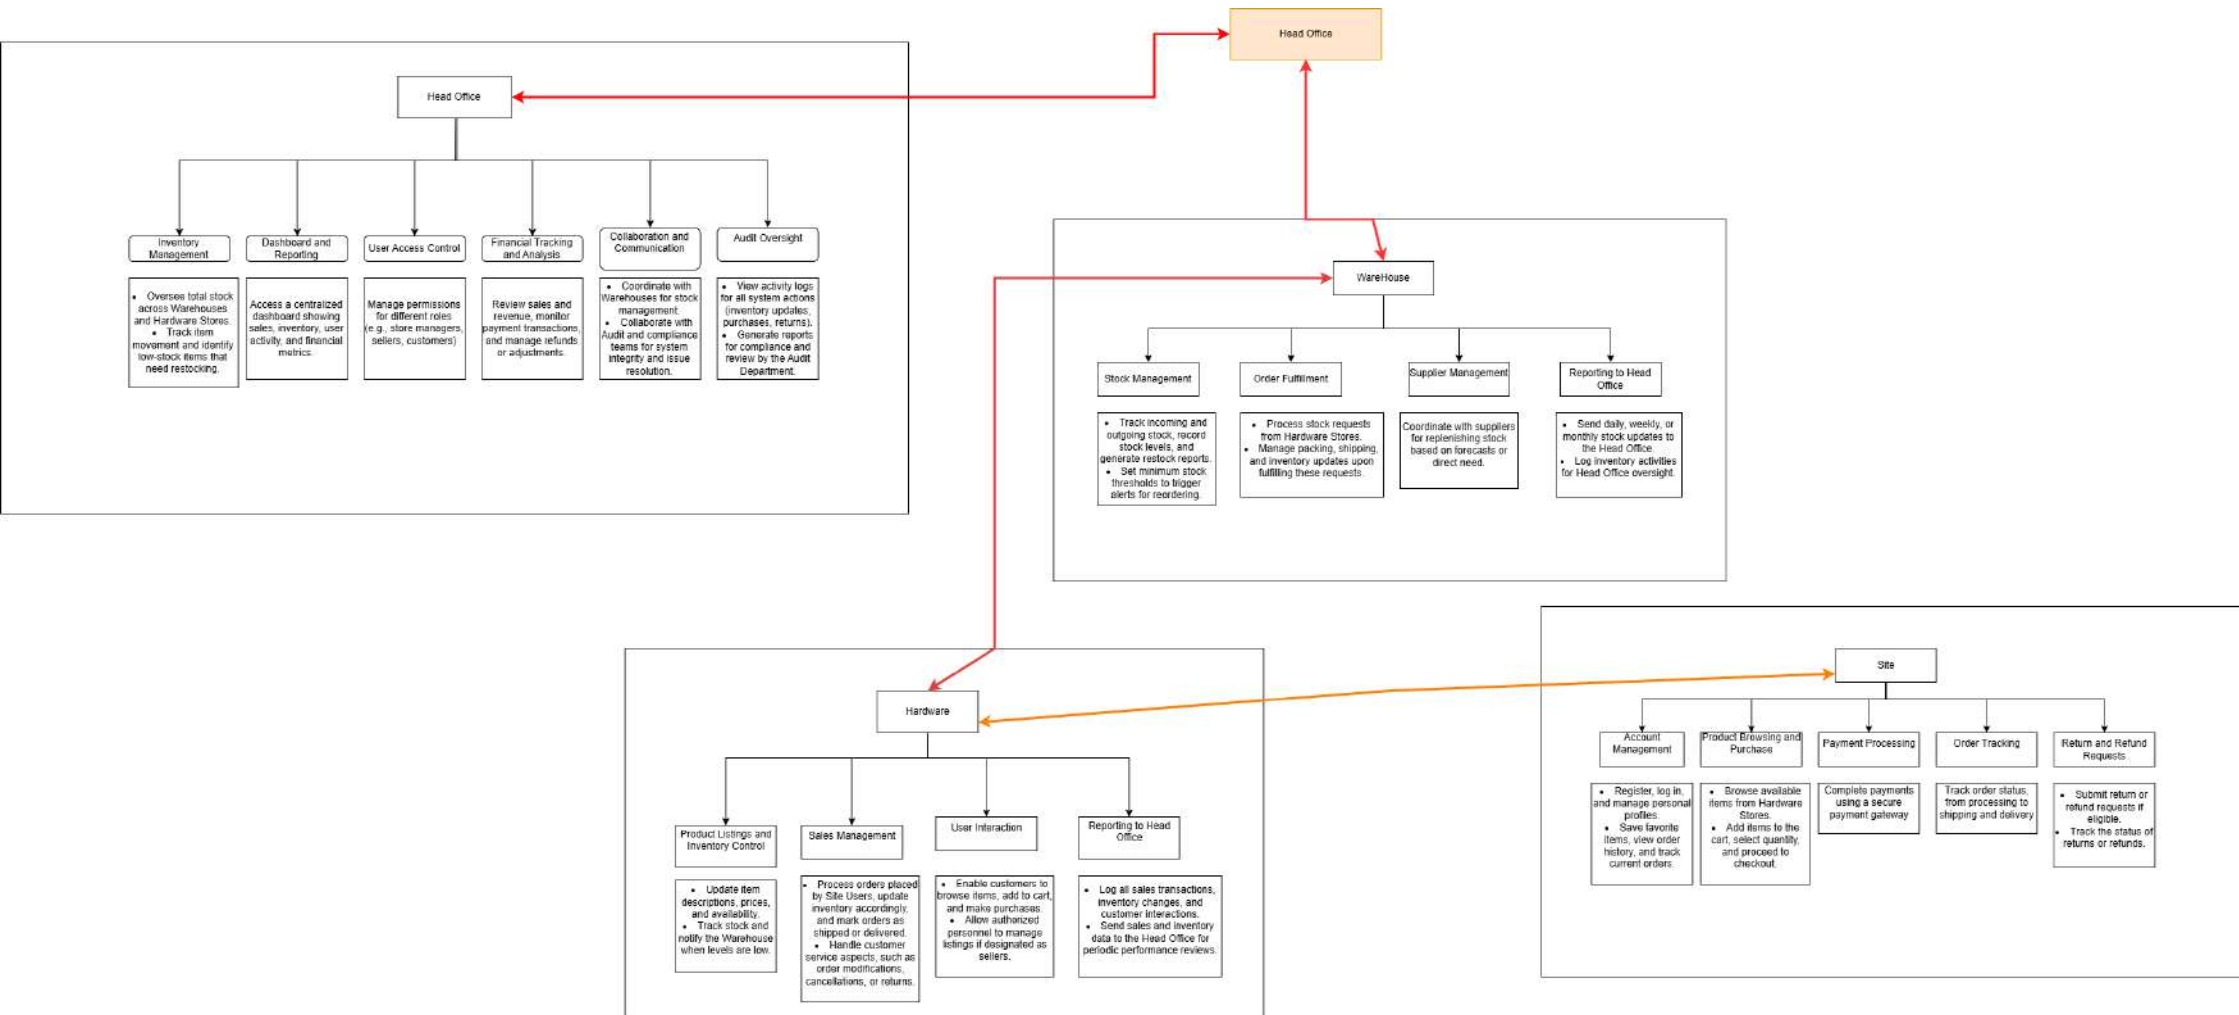 Head Office
Head Office
Inventory
Management
Dashboard and
Reporting
User Access Control
Financial Tracking
and Analysis
Collaboration and
Communication
Audit Oversight
• Oversee total stock
across Warehouses
and Hardware Stores.
• Track item
movement and identify
low-stock items that
need restocking.
Access a centralized
dashboard showing
sales, inventory, user
activity, and financial
metrics.
Manage permissions
for different roles
(e.g., store managers,
sellers, customers)
Review sales and
revenue, monitor
payment transactions,
and manage refunds
or adjustments.
• Coordinate with
Warehouses for stock
management.
• Collaborate with
Audit and compliance
teams for system
integrity and issue
resolution.
• View activity logs
for all system actions
(inventory updates,
purchases, returns).
• Generate reports
for compliance and
review by the Audit
Department.
WareHouse
Stock Management
Order Fulfillment
Supplier Management
Reporting to Head
Office
• Track incoming and
outgoing stock, record
stock levels, and
generate restock reports.
• Set minimum stock
thresholds to trigger
alerts for reordering.
• Process stock requests
from Hardware Stores.
• Manage packing, shipping,
and inventory updates upon
fulfilling these requests.
Coordinate with suppliers
for replenishing stock
based on forecasts or
direct need.
• Send daily, weekly, or
monthly stock updates to
the Head Office.
• Log inventory activities
for Head Office oversight.
Hardware
Product Listings and
Inventory Control
Sales Management
User Interaction
Reporting to Head
Office
• Update item
descriptions, prices,
and availability.
• Track stock and
notify the Warehouse
when levels are low.
• Process orders placed
by Site Users, update
inventory accordingly,
and mark orders as
shipped or delivered.
• Handle customer
service aspects, such as
order modifications,
cancellations, or returns.
• Enable customers to
browse items, add to cart,
and make purchases.
• Allow authorized
personnel to manage
listings if designated as
sellers.
• Log all sales transactions,
inventory changes, and
customer interactions.
• Send sales and inventory
data to the Head Office for
periodic performance reviews.
Site
Account
Management
Product Browsing and
Purchase
Payment Processing
Order Tracking
Return and Refund
Requests
• Register, log in,
and manage personal
profiles.
• Save favorite
items, view order
history, and track
current orders.
• Browse available
items from Hardware
Stores.
• Add items to the
cart, select quantity,
and proceed to
checkout.
Complete payments
using a secure
payment gateway
Track order status,
from processing to
shipping and delivery
• Submit return or
refund requests if
eligible.
• Track the status of
returns or refunds.